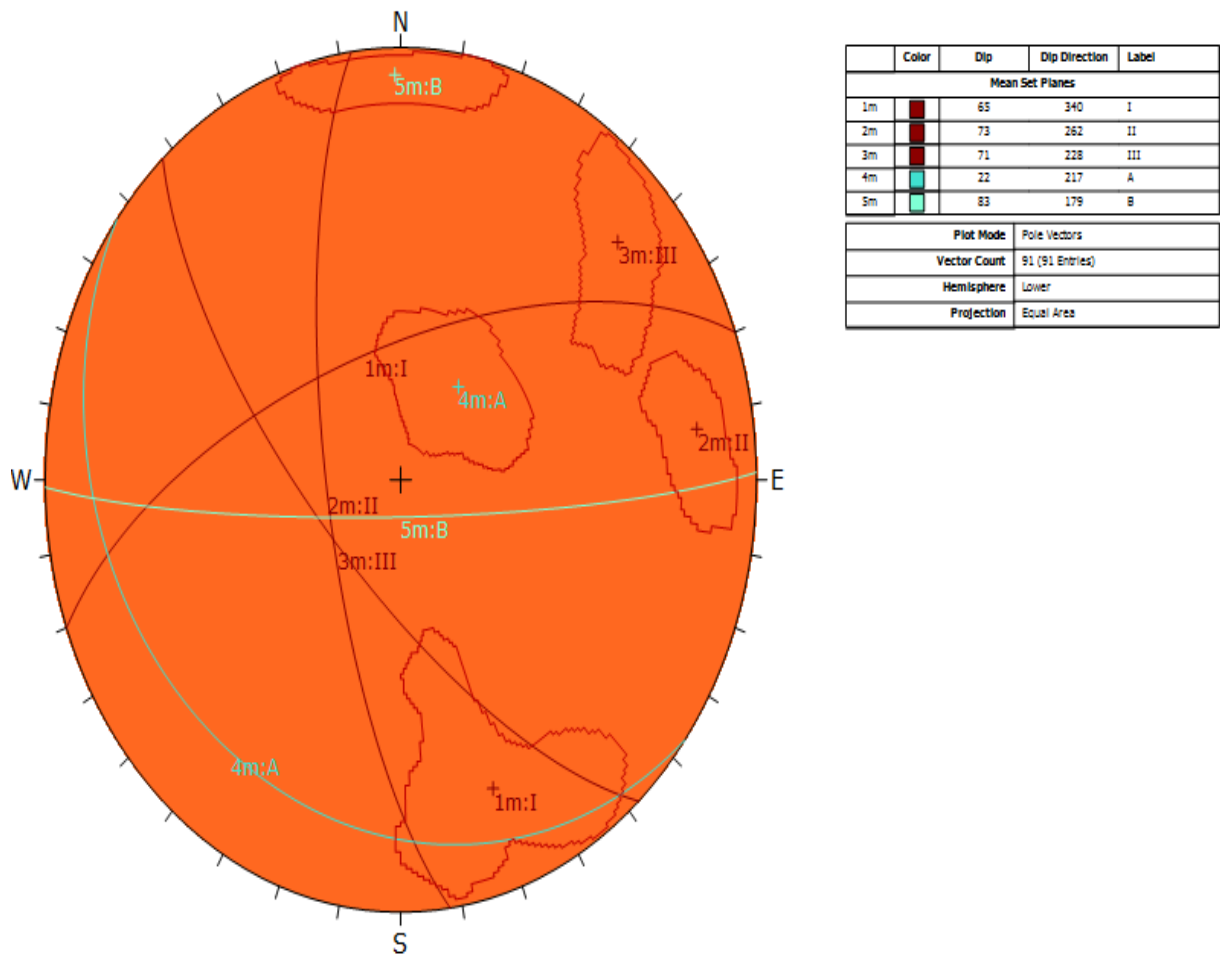 N
5m:B
3m:III
1m:I
4m:A
2m:II
W
E
2m:II
5m:B
3m:III
4m:A
1m:I
S
Color Dip Dip Direction Label
Mean Set Planes
1m 65 340 I
2m 73 262 II
3m 71 228 III
4m 22 217 A
5m 83 179 B
Plot Mode Pole Vectors
Vector Count 91 (91 Entries)
Hemisphere Lower
Projection Equal Area